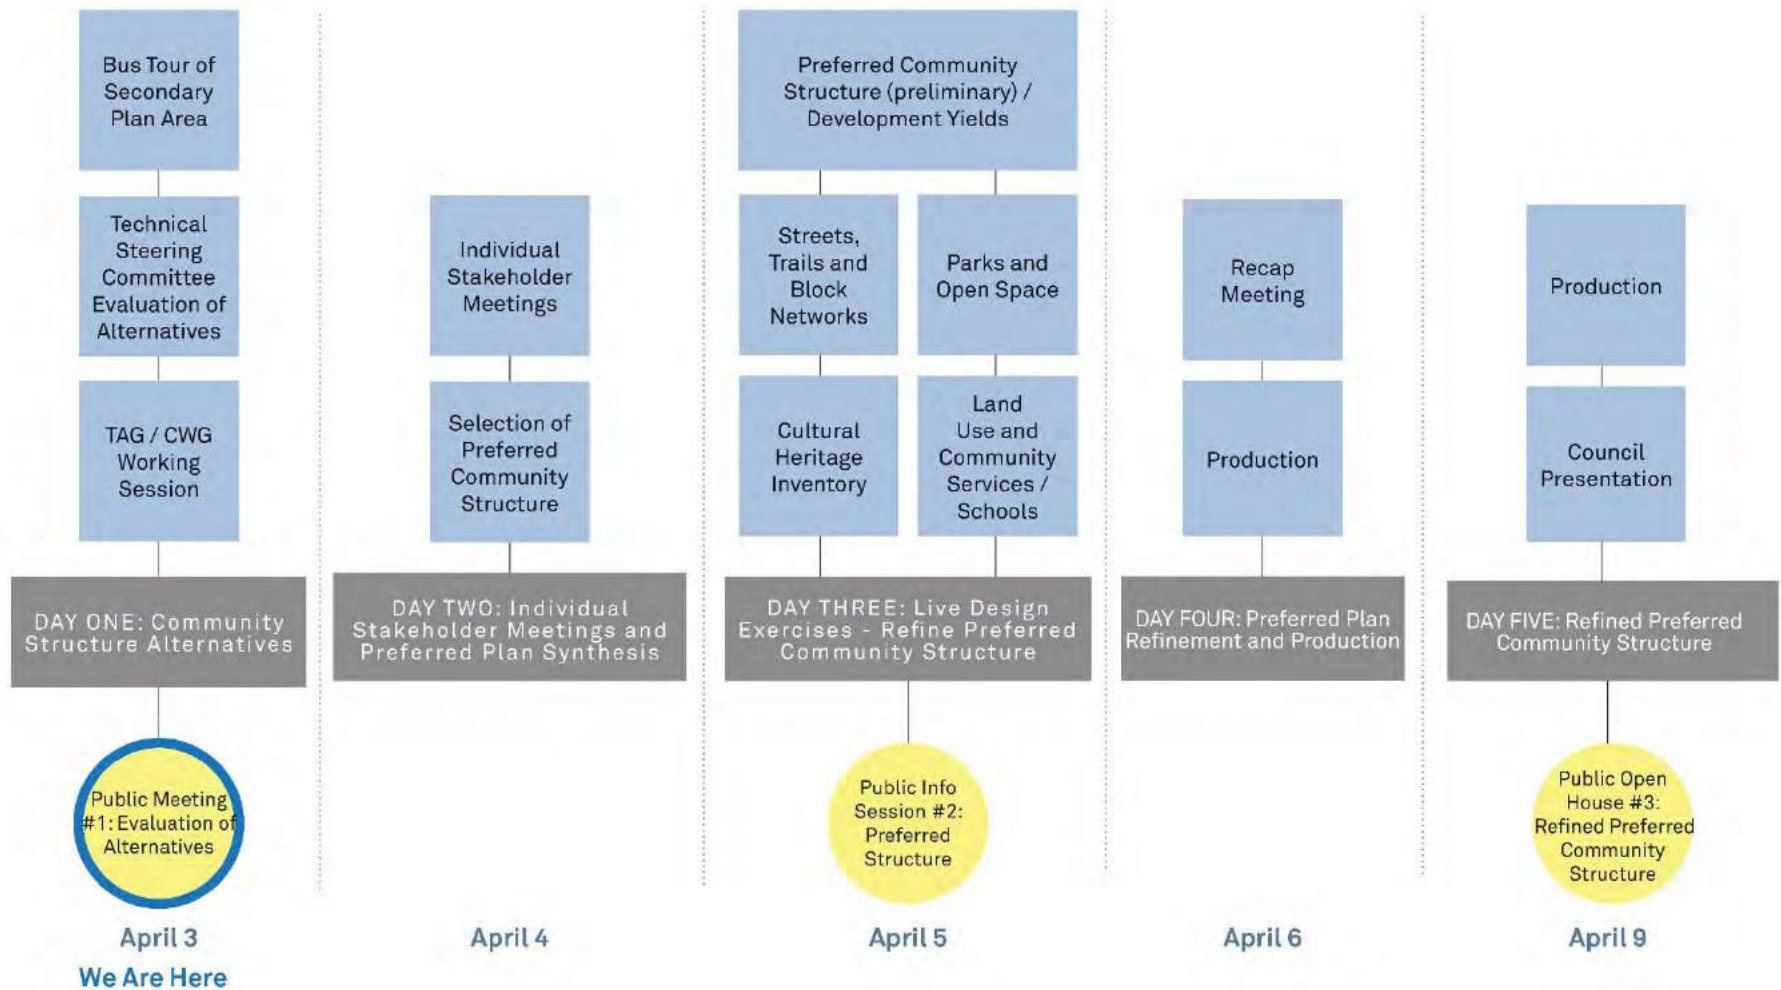 Bus Tour of
Secondary
Plan Area
Technical
Steering
Committee
Evaluation of
Alternatives
TAG / CWG
Working
Session
DAY ONE: Community
Structure Alternatives
Public Meeting
#1: Evaluation of
Alternatives
April 3
We Are Here
Individual
Stakeholder
Meetings
Selection of
Preferred
Community
Structure
DAY TWO: Individual
Stakeholder Meetings and
Preferred Plan Synthesis
April 4
Preferred Community
Structure (preliminary) /
Development Yields
Streets,
Trails and
Block
Networks
Parks and
Open Space
Cultural
Heritage
Inventory
Land
Use and
Community
Services /
Schools
DAY THREE: Live Design
Exercises - Refine Preferred
Community Structure
Public Info
Session #2:
Preferred
Structure
April 5
Recap
Meeting
Production
DAY FOUR: Preferred Plan
Refinement and Production
April 6
Production
Council
Presentation
DAY FIVE: Refined Preferred
Community Structure
Public Open
House #3:
Refined Preferred
Community
Structure
April 9